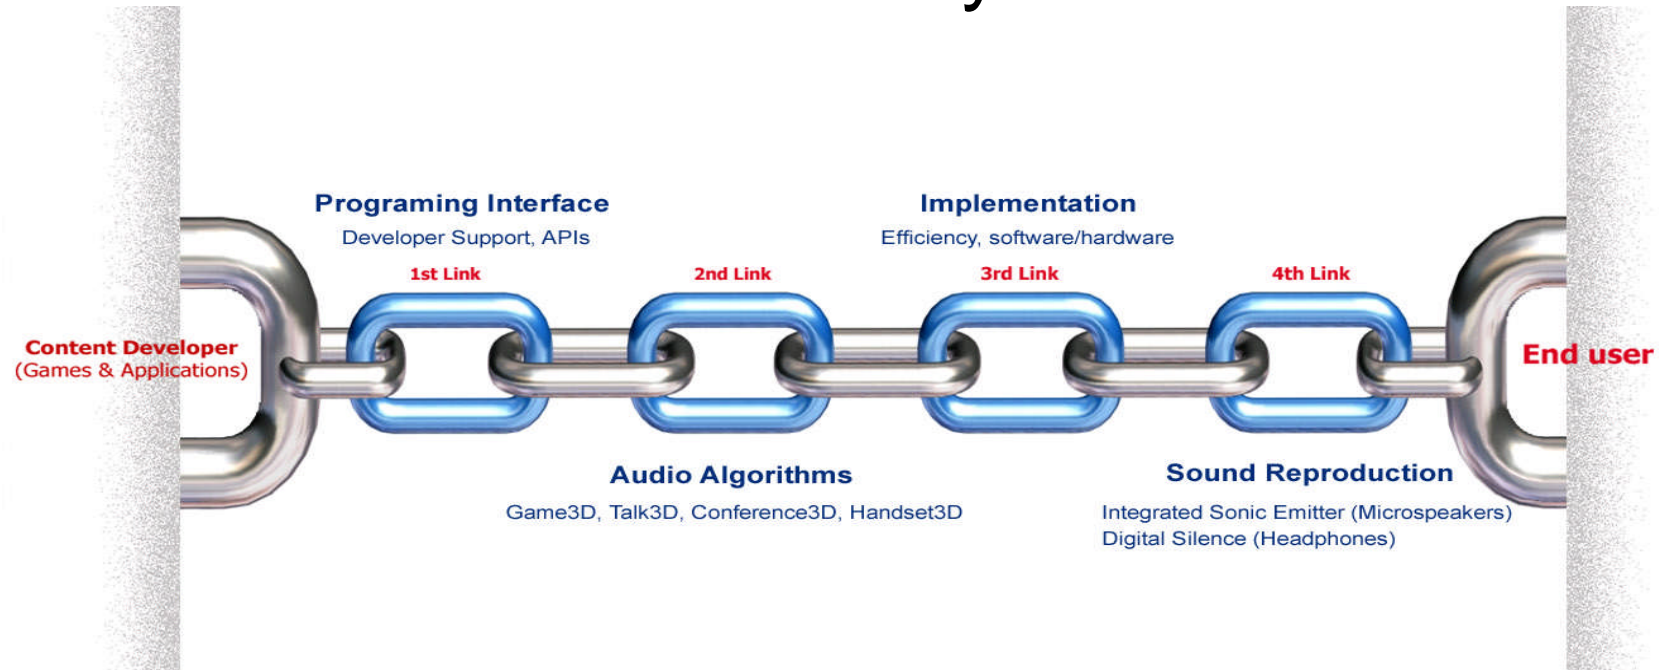 Programing Interface
Developer Support, APIs
1st Link
2nd Link
Implementation
Efficiency, software/hardware
3rd Link
4th Link
Content Developer
(Games & Applications)
End user
Audio Algorithms
Game3D, Talk3D, Conference3D, Handset3D
Sound Reproduction
Integrated Sonic Emitter (Microspeakers)
Digital Silence (Headphones)